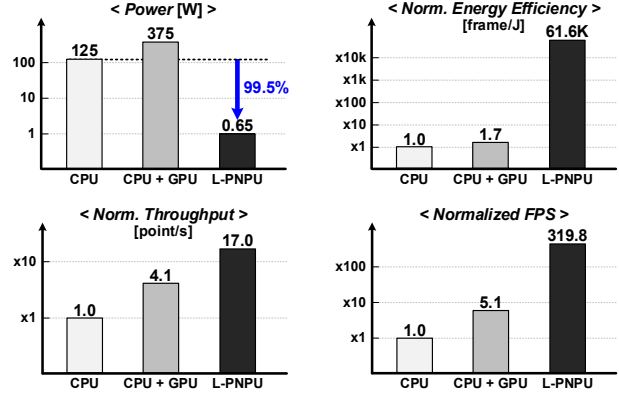 < Power [W] >
125
375
0.65
99.5%
100
10
1
CPU
CPU + GPU
L-PNPU
< Norm. Energy Efficiency >
[frame/J]
61.6K
x10k
x1k
x100
x10
x1
1.0
1.7
CPU
CPU + GPU
L-PNPU
< Norm. Throughput >
[point/s]
17.0
x10
4.1
x1
1.0
CPU
CPU + GPU
L-PNPU
< Normalized FPS >
319.8
x100
x10
5.1
x1
1.0
CPU
CPU + GPU
L-PNPU